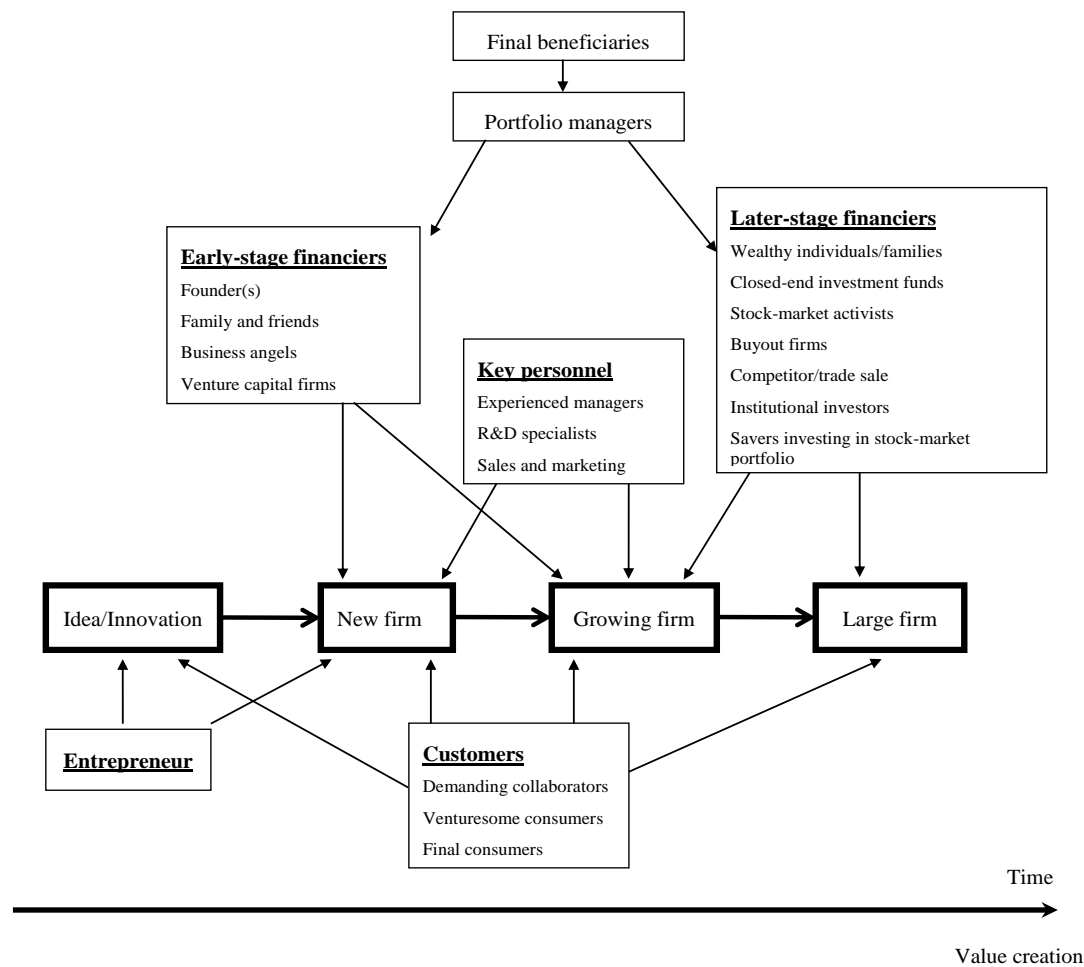 Final beneficiaries
Portfolio managers
Early-stage financiers
Founder(s)
Family and friends
Business angels
Venture capital firms
Key personnel
Experienced managers
R&D specialists
Sales and marketing
Later-stage financiers
Wealthy individuals/families
Closed-end investment funds
Stock-market activists
Buyout firms
Competitor/trade sale
Institutional investors
Savers investing in stock-market
portfolio
Idea/Innovation
New firm
Growing firm
Large firm
Entrepreneur
Customers
Demanding collaborators
Venturesome consumers
Final consumers
Time
Value creation